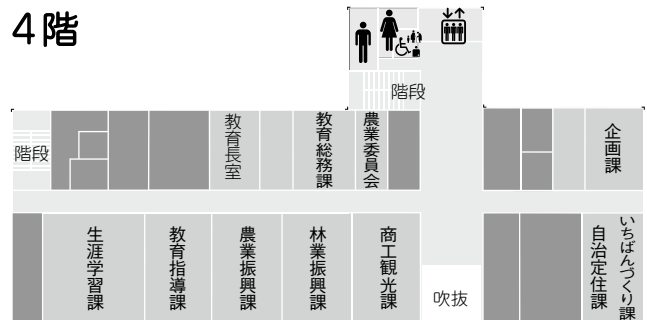 4階
階段
階段
教育長室
教育総務課
農業委員会
企画課
生涯学習課
教育指導課
農業振興課
林業振興課
商工観光課
吹抜
自治定住課
いちばんづくり課